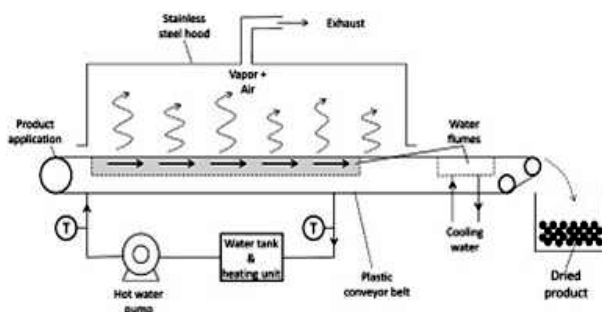 Stainless
steel hood
Exhaust
Vapor +
Air
Product
application
Water
flumes
T
T
Water tank
&
heating unit
Cooling
water
Hot water
pump
Plastic
conveyor belt
Dried
product